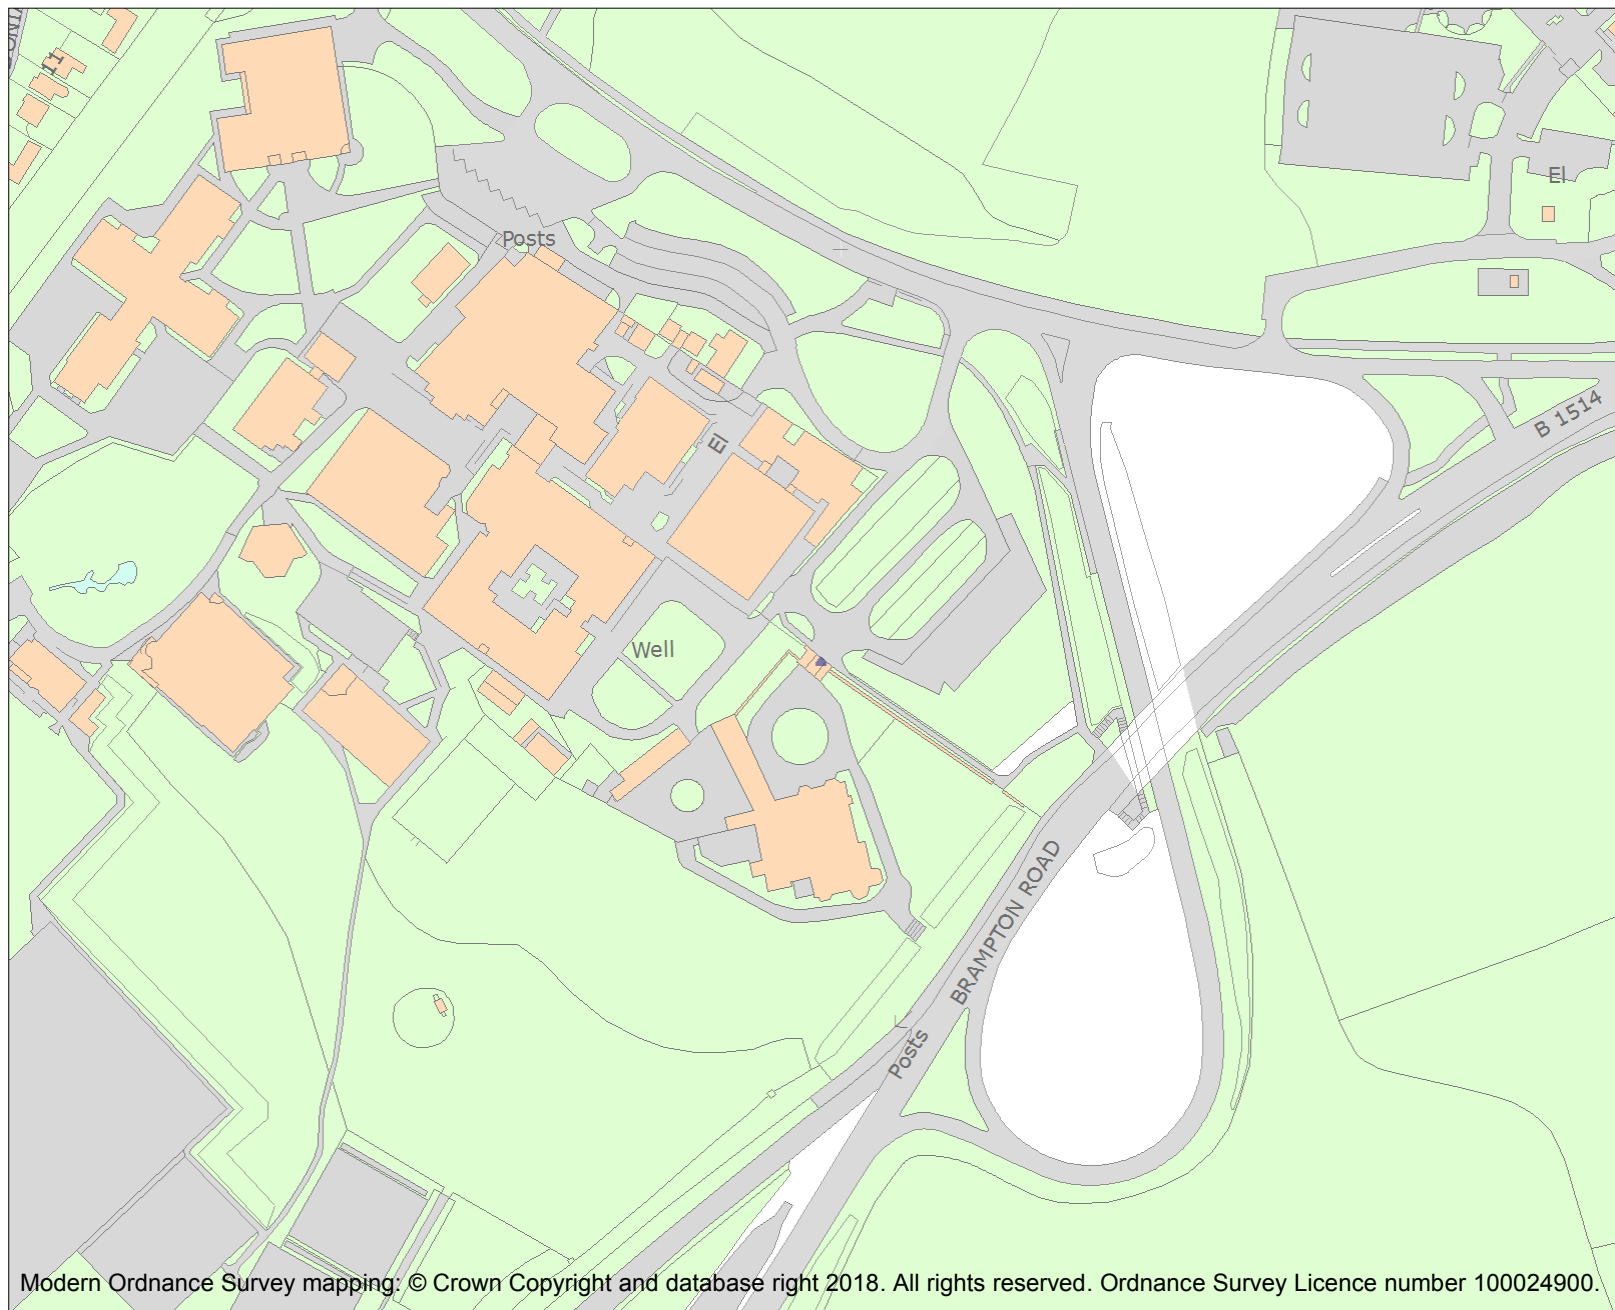 11
Posts
El
B 1514
El
Well
BRAMPTON ROAD
Posts
Modern Ordnance Survey mapping: © Crown Copyright and database right 2018. All rights reserved. Ordnance Survey Licence number 100024900.